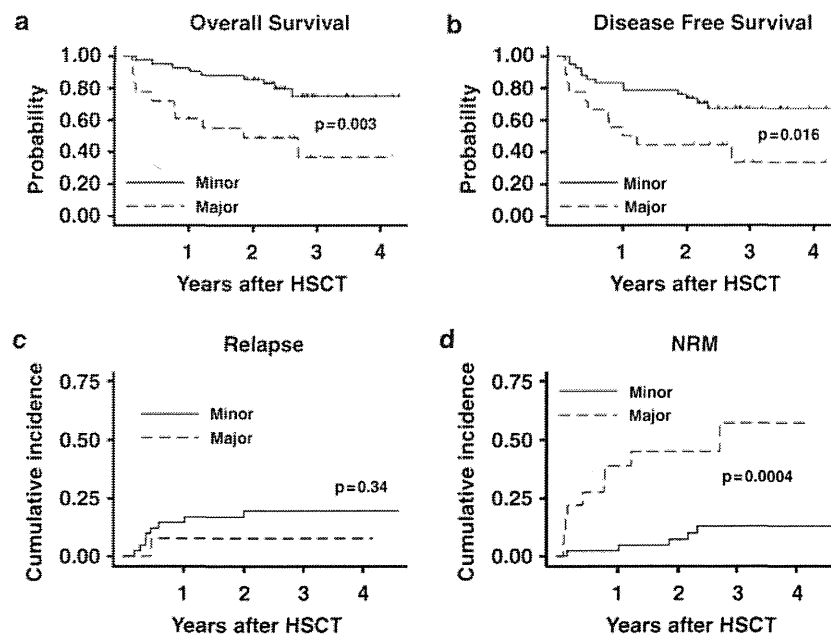 a
Overall Survival
Probability
1.00
0.80
0.60
0.40
0.20
0.00
p=0.003
Minor
Major
1 2 3 4
Years after HSCT
b
Disease Free Survival
Probability
1.00
0.80
0.60
0.40
0.20
0.00
p=0.016
Minor
Major
1 2 3 4
Years after HSCT
c
Relapse
Cumulative incidence
0.75
0.50
0.25
0.00
Minor
Major
p=0.34
1 2 3 4
Years after HSCT
d
NRM
Cumulative incidence
0.75
0.50
0.25
0.00
Minor
Major
p=0.0004
1 2 3 4
Years after HSCT